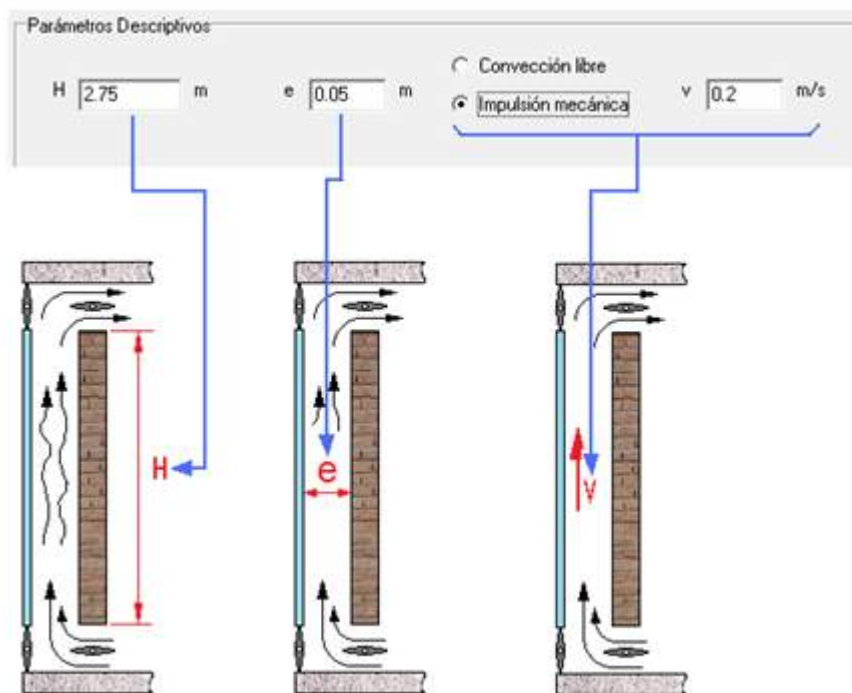 Parámetros Descriptivos
Convección libre
H 2.75 m e 0.05 m Impulsión mecánica v 0.2 m/s
H e v